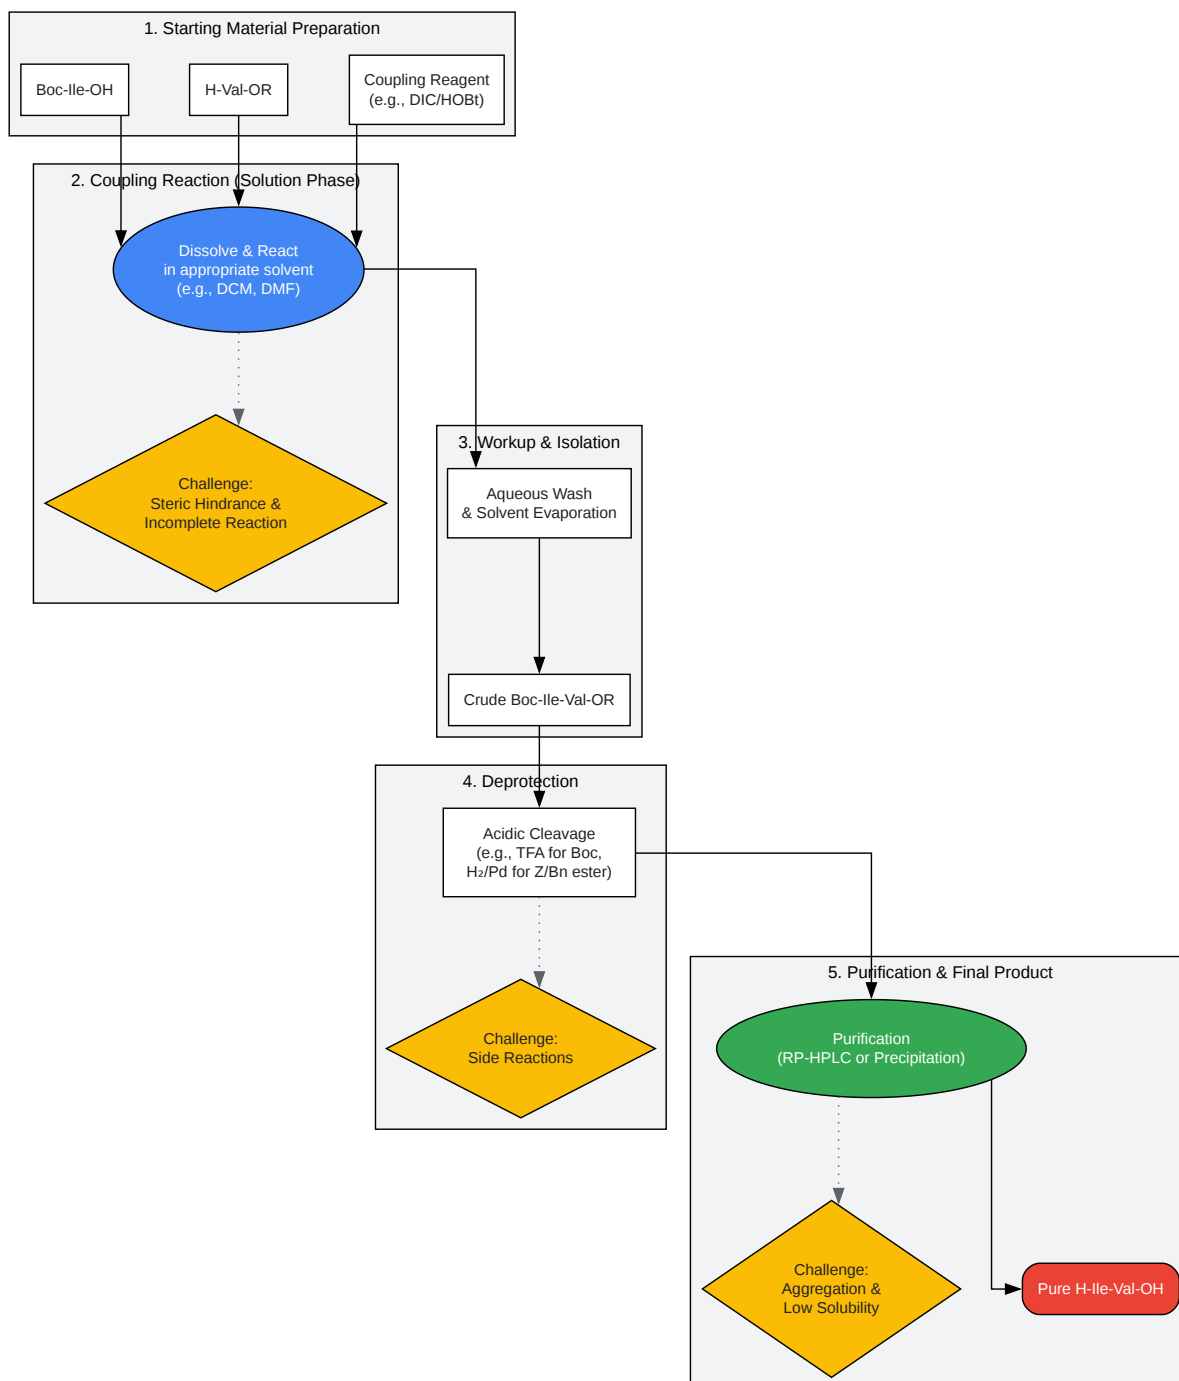 1. Starting Material Preparation
Boc-Ile-OH
H-Val-OR
Coupling Reagent
(e.g., DIC/HOBt)
2. Coupling Reaction (Solution Phase)
Dissolve & React
in appropriate solvent
(e.g., DCM, DMF)
Challenge:
Steric Hindrance &
Incomplete Reaction
3. Workup & Isolation
Aqueous Wash
& Solvent Evaporation
Crude Boc-Ile-Val-OR
4. Deprotection
Acidic Cleavage
(e.g., TFA for Boc,
H₂/Pd for Z/Bn ester)
Challenge:
Side Reactions
5. Purification & Final Product
Purification
(RP-HPLC or Precipitation)
Challenge:
Aggregation &
Low Solubility
Pure H-Ile-Val-OH